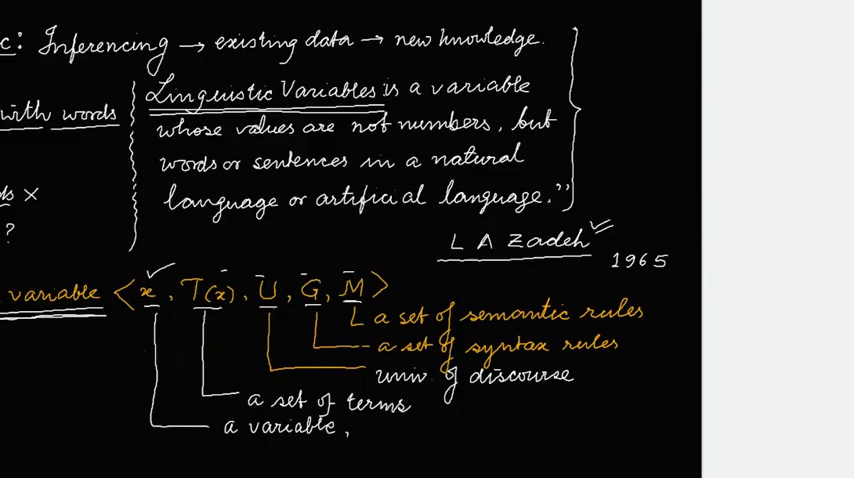 c: Inferencing → existing data → new knowledge.
with words
Linguistic Variables is a variable
whose values are not numbers, but
words or sentences in a natural
language or artificial language."
ds ×
?
L A Zadeh
1965
variable < x, T(x), U, G, M >
a set of semantic rules
a set of syntax rules
univ. of discourse
a set of terms
a variable,